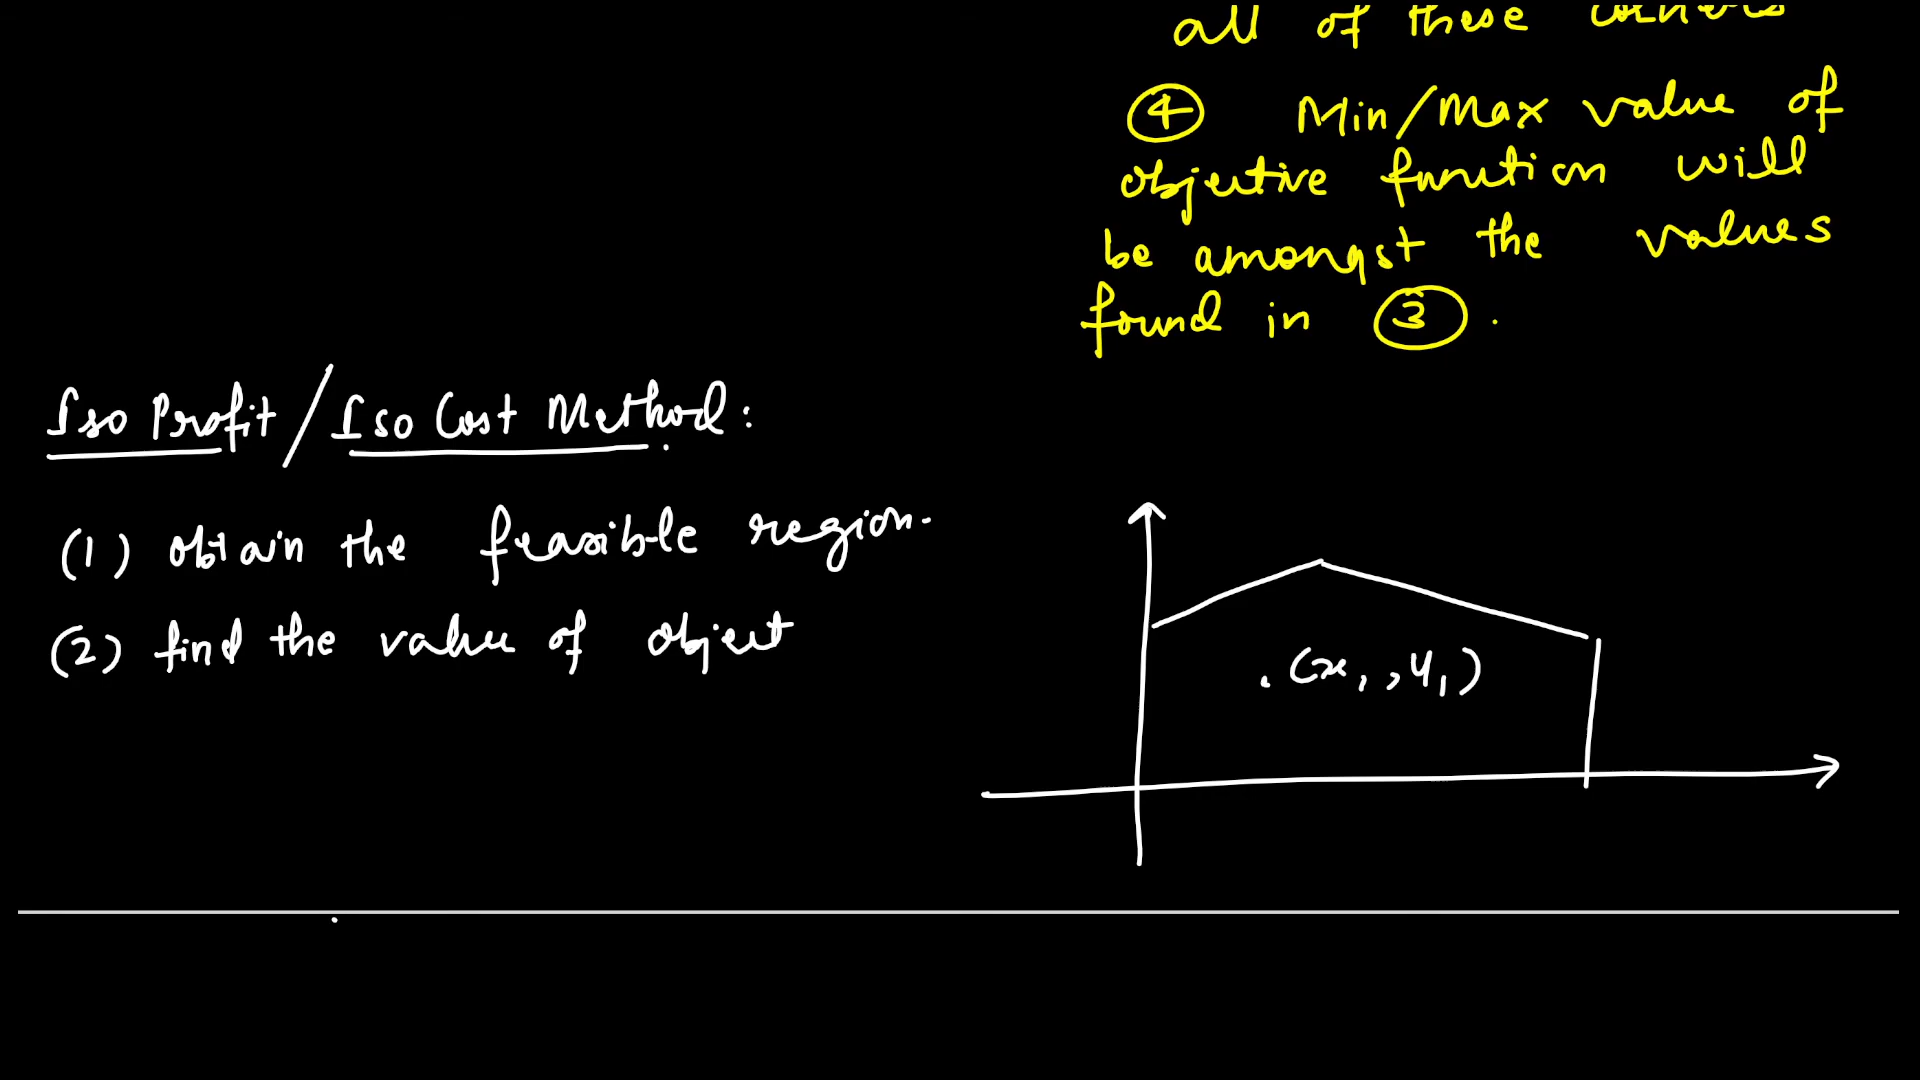 all of these corners
④ Min/Max value of
objective function will
be amongst the values
found in ③.
Iso Profit/Iso Cost Method:
(1) obtain the feasible region.
(2) find the value of object
.(x₁,y₁)